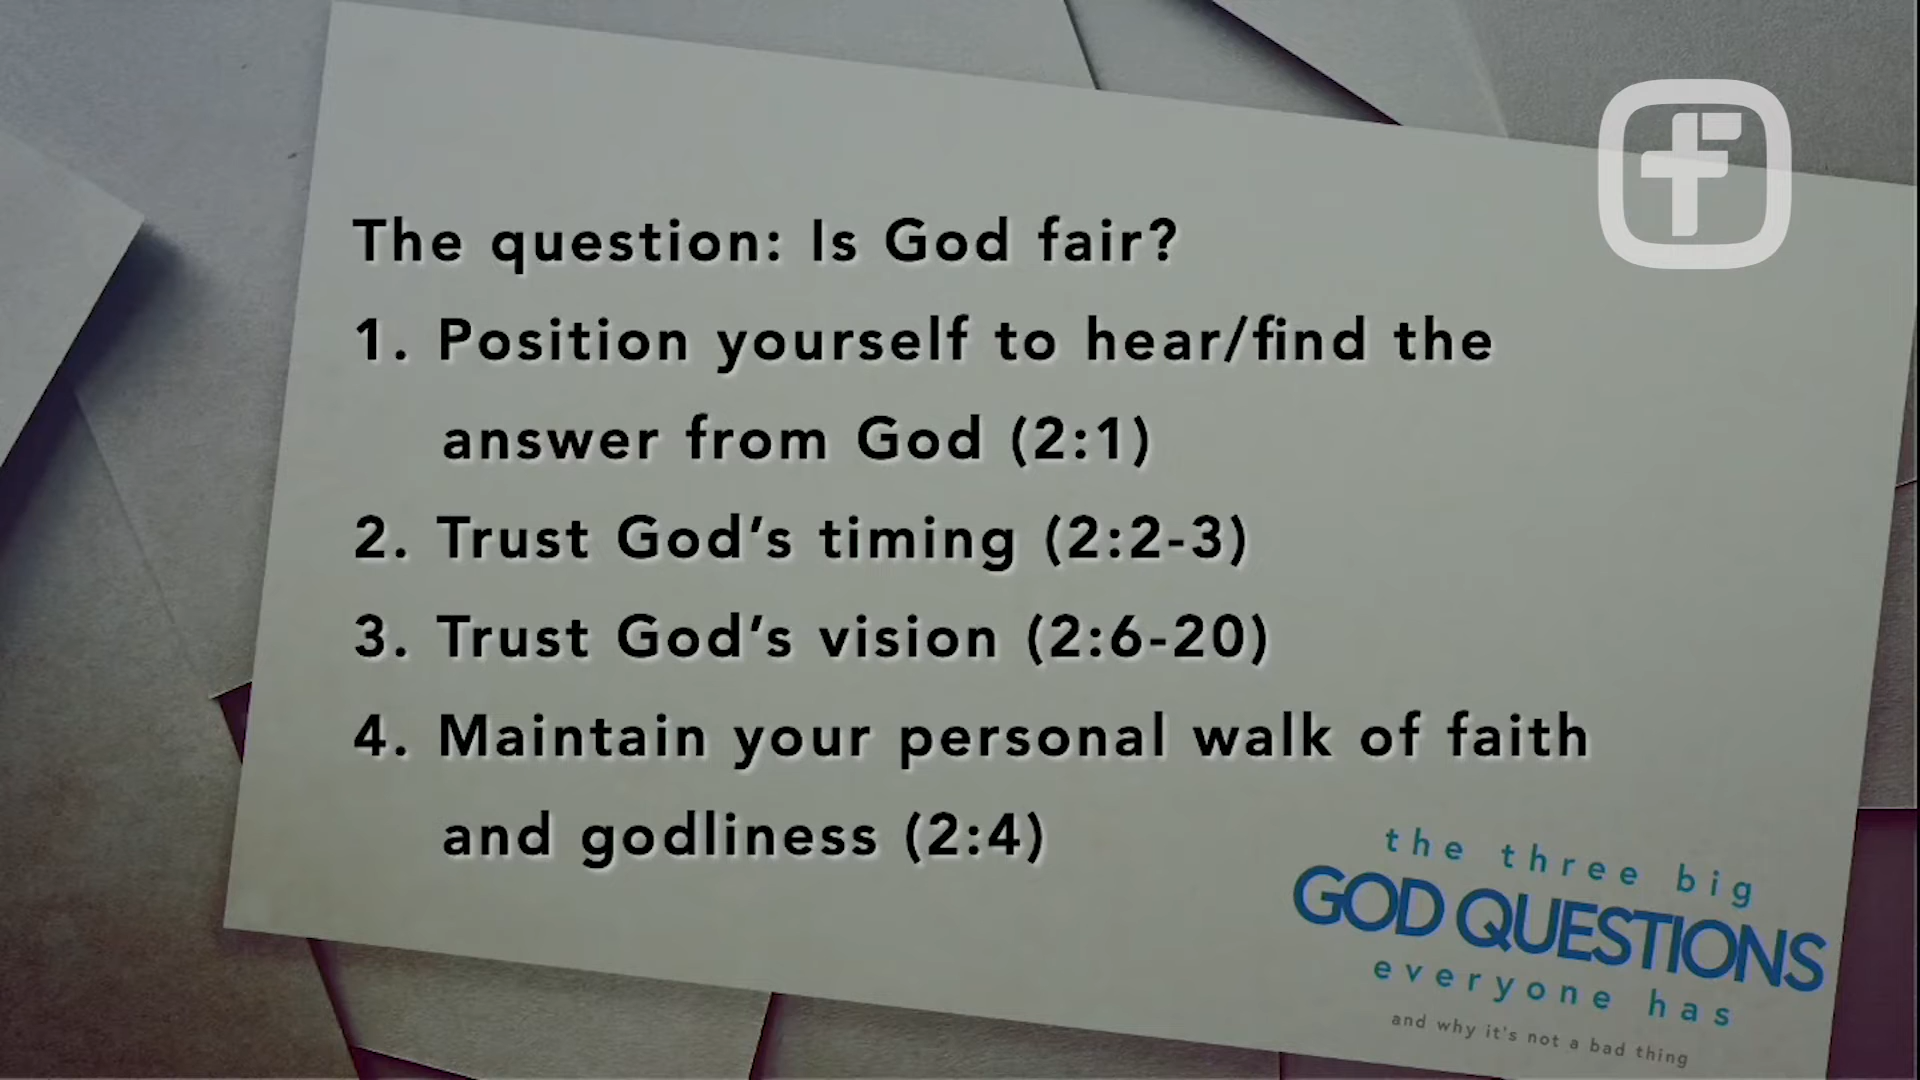 The question: Is God fair?
1. Position yourself to hear/find the
answer from God (2:1)
2. Trust God's timing (2:2-3)
3. Trust God's vision (2:6-20)
4. Maintain your personal walk of faith
and godliness (2:4)
the three big
GOD QUESTIONS
everyone has
and why it's not a bad thing